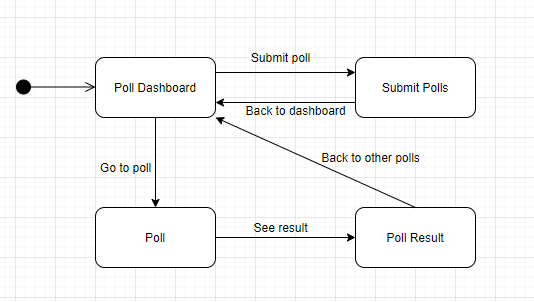 Submit poll
Poll Dashboard
Submit Polls
Back to dashboard
Go to poll
Back to other polls
See result
Poll
Poll Result